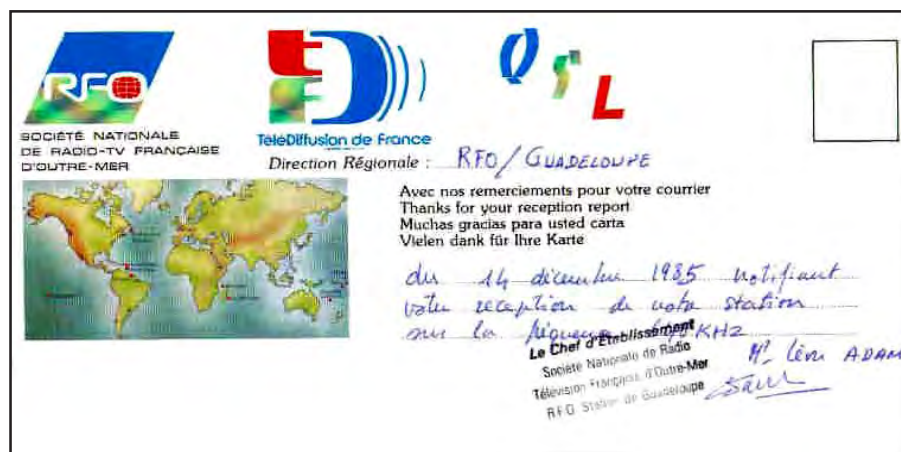 RFO
SOCIÉTÉ NATIONALE
DE RADIO-TV FRANÇAISE
D'OUTRE-MER
TéléDiffusion de France
QSL
Direction Régionale : RFO/GUADELOUPE
Avec nos remerciements pour votre courrier
Thanks for your reception report
Muchas gracias para usted carta
Vielen dank für Ihre Karte
du 14 décembre 1985 notifiant
votre réception de notre station
sur la fréquence KHz
Le Chef d'Établissement
Société Nationale de Radio
Télévision Française d'Outre-Mer
RFO Station de Guadeloupe
Mr. Léon ADAM